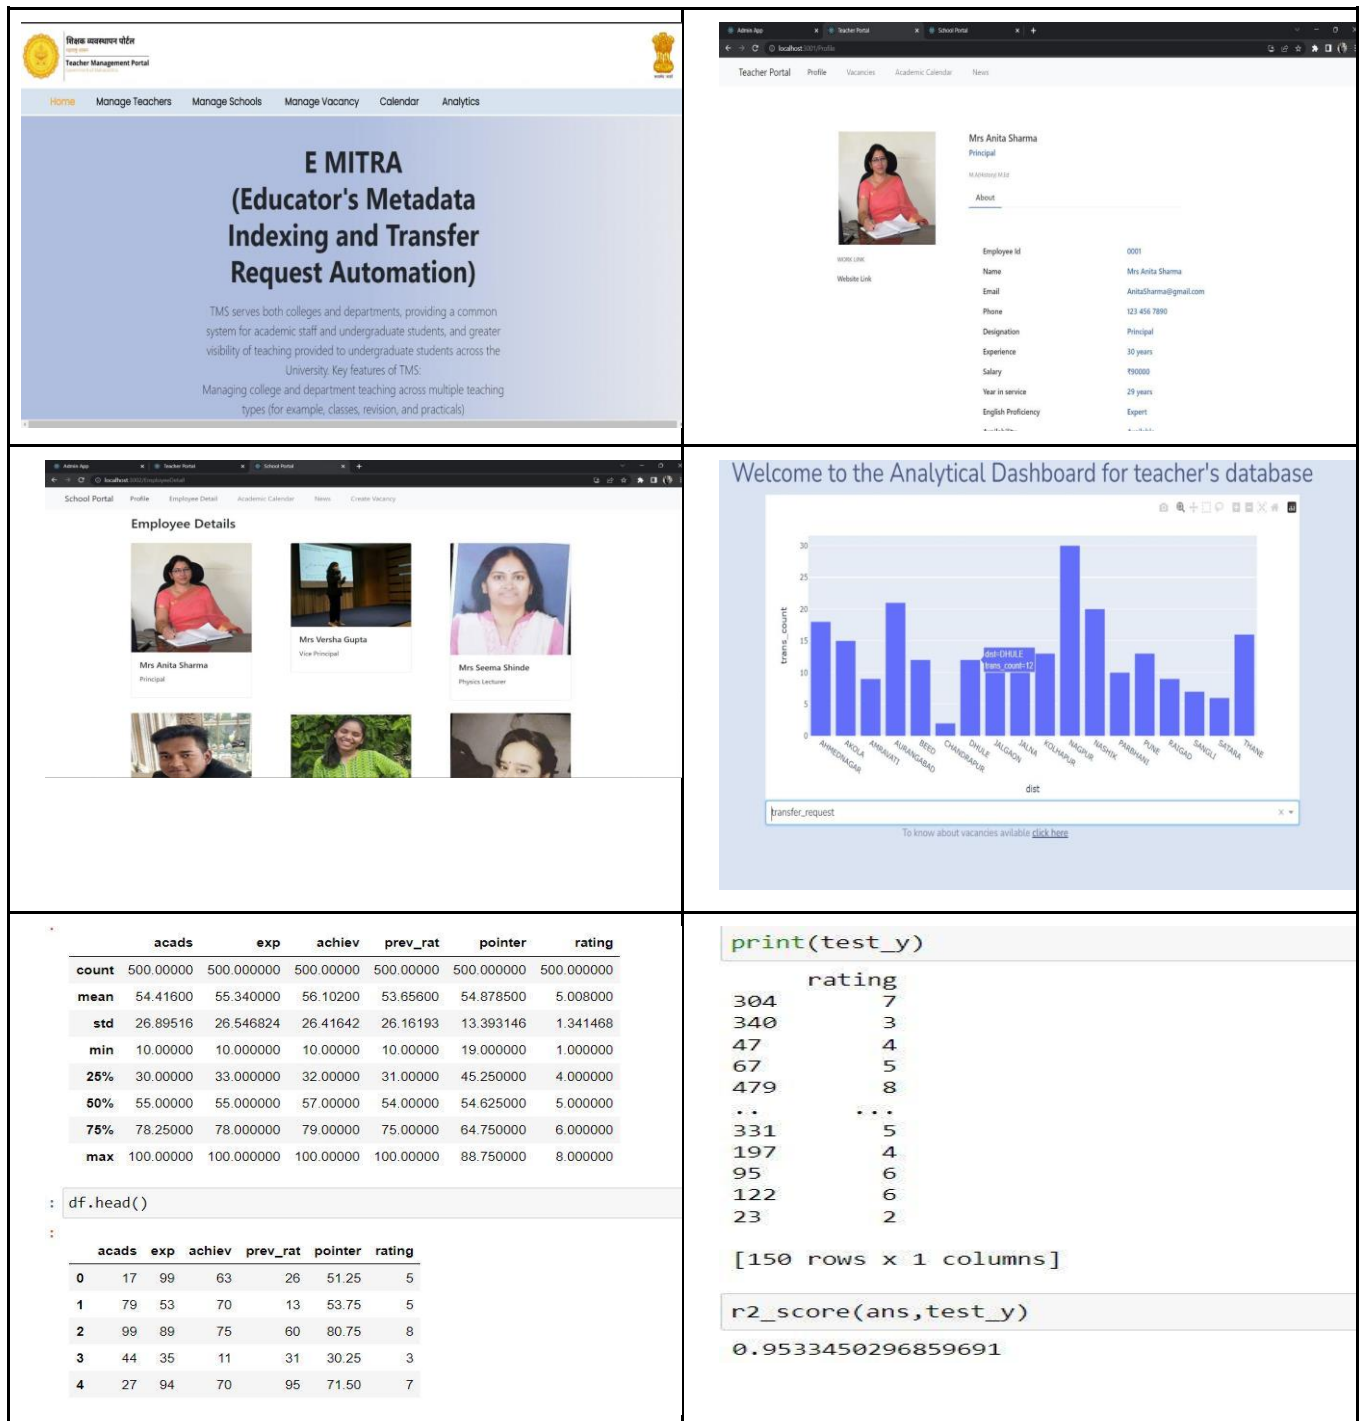 शिक्षक व्यवस्थापन पोर्टल
Teacher Management Portal
Home Manage Teachers Manage Schools Manage Vacancy Calendar Analytics
E MITRA
(Educator's Metadata
Indexing and Transfer
Request Automation)
TMS serves both colleges and departments, providing a common
system for academic staff and undergraduate students, and greater
visibility of teaching provided to undergraduate students across the
University. Key features of TMS:
Managing college and department teaching across multiple teaching
types (for example, classes, revision, and practicals)
Admin App Teacher Portal School Portal
localhost:3001/Profile
Teacher Portal Profile Vacancies Academic Calendar News
Mrs Anita Sharma
Principal
About
WORK LINK
Website Link
Employee Id 0001
Name Mrs Anita Sharma
Email AnitaSharma@gmail.com
Phone 123 456 7890
Designation Principal
Experience 30 years
Salary ₹90000
Year in service 29 years
English Proficiency Expert
Admin App Teacher Portal School Portal
School Portal Profile Employee Detail Academic Calendar News Create Vacancy
Employee Details
Mrs Anita Sharma
Principal
Mrs Versha Gupta
Vice Principal
Mrs Seema Shinde
Physics Lecturer
Welcome to the Analytical Dashboard for teacher's database
30
25
20
15
10
5
0
trans_count
dist=DHULE
trans_count=12
AHMEDNAGAR AKOLA AMRAVATI AURANGABAD BEED CHANDRAPUR DHULE JALGAON JALNA KOLHAPUR NAGPUR NASHIK PARBHANI PUNE RAIGAD SANGLI SATARA THANE
dist
transfer_request
To know about vacancies avilable click here
acads exp achiev prev_rat pointer rating
count 500.00000 500.000000 500.00000 500.00000 500.000000 500.000000
mean 54.41600 55.340000 56.10200 53.65600 54.878500 5.008000
std 26.89516 26.546824 26.41642 26.16193 13.393146 1.341468
min 10.00000 10.000000 10.00000 10.00000 19.000000 1.000000
25% 30.00000 33.000000 32.00000 31.00000 45.250000 4.000000
50% 55.00000 55.000000 57.00000 54.00000 54.625000 5.000000
75% 78.25000 78.000000 79.00000 75.00000 64.750000 6.000000
max 100.00000 100.000000 100.00000 100.00000 88.750000 8.000000
: df.head()
:
acads exp achiev prev_rat pointer rating
0 17 99 63 26 51.25 5
1 79 53 70 13 53.75 5
2 99 89 75 60 80.75 8
3 44 35 11 31 30.25 3
4 27 94 70 95 71.50 7
print(test_y)
rating
304 7
340 3
47 4
67 5
479 8
.. ...
331 5
197 4
95 6
122 6
23 2
[150 rows x 1 columns]
r2_score(ans,test_y)
0.9533450296859691